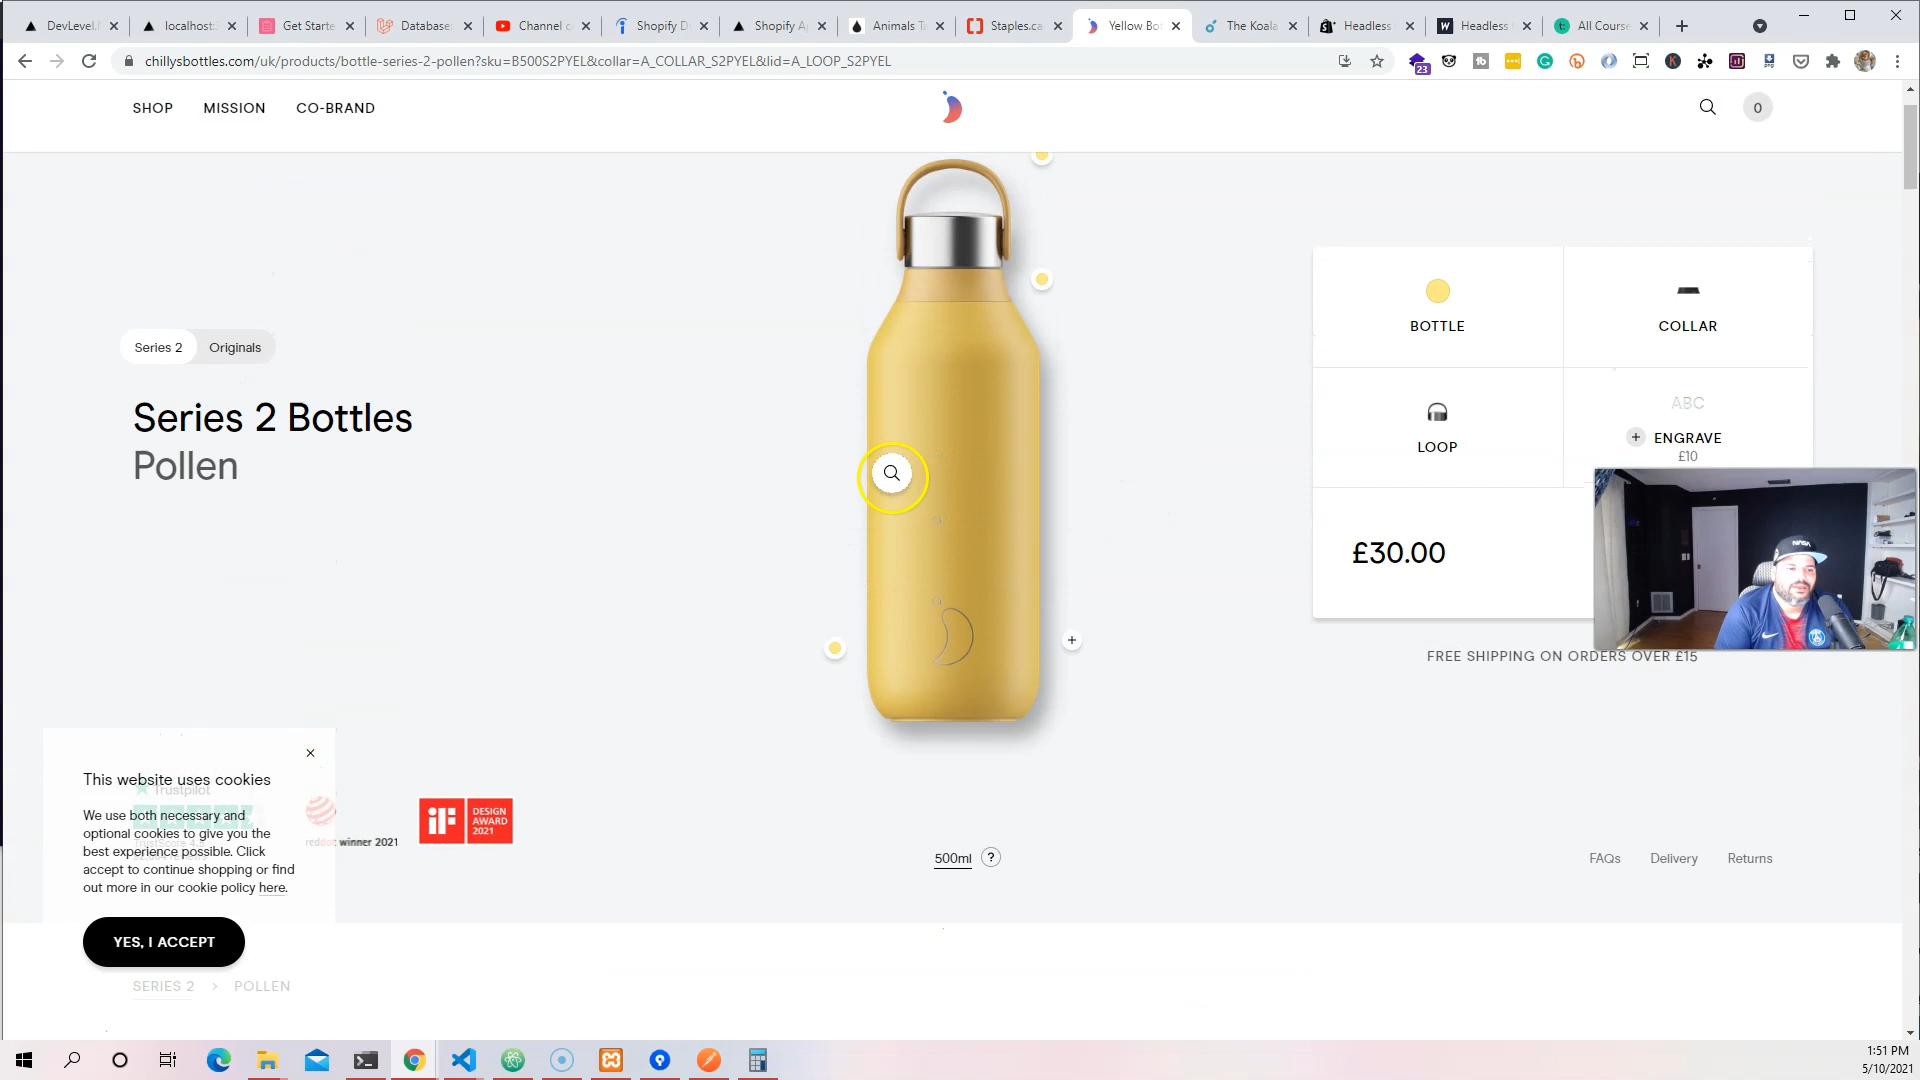 DevLevel.
localhost:
Get Starte
Database:
Channel c
Shopify D
Shopify A
Animals T
Staples.ca
Yellow Bo
The Koala
Headless
Headless
All Course
chillysbottles.com/uk/products/bottle-series-2-pollen?sku=B500S2PYEL&collar=A_COLLAR_S2PYEL&lid=A_LOOP_S2PYEL
23
SHOP MISSION CO-BRAND
0
Series 2 Originals
Series 2 Bottles
Pollen
BOTTLE
COLLAR
LOOP
ABC
+ ENGRAVE
£10
£30.00
FREE SHIPPING ON ORDERS OVER £15
This website uses cookies
Trustpilot
We use both necessary and
optional cookies to give you the
best experience possible. Click
accept to continue shopping or find
out more in our cookie policy here.
YES, I ACCEPT
reddot winner 2021
iF DESIGN
AWARD
2021
500ml ?
FAQs Delivery Returns
SERIES 2 > POLLEN
1:51 PM
5/10/2021